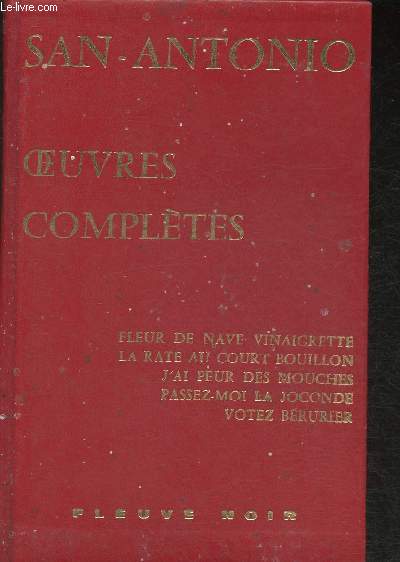 © Le-livre.com
SAN-ANTONIO
ŒUVRES
COMPLÈTES
FLEUR DE NAVE VINAIGRETTE
LA RATE AU COURT BOUILLON
J'AI PEUR DES MOUCHES
PASSEZ-MOI LA JOCONDE
VOTEZ BÉRURIER
FLEUVE NOIR